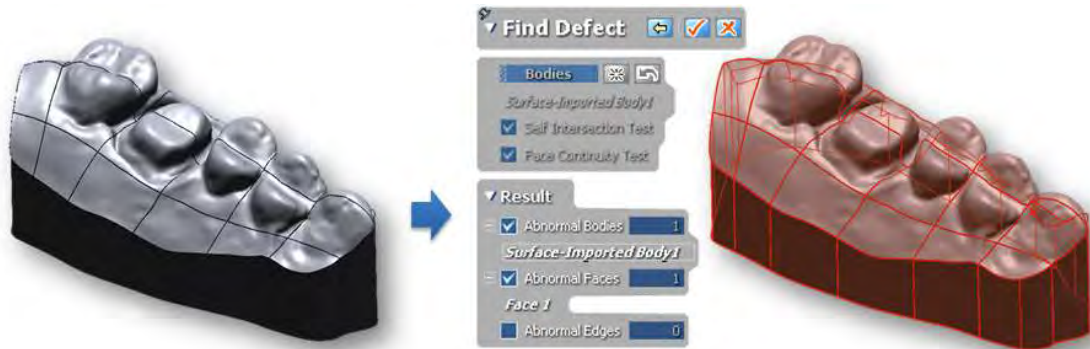 Find Defect
Bodies
Surface-Imported Body1
Self Intersection Test
Face Continuity Test
Result
Abnormal Bodies 1
Surface-Imported Body1
Abnormal Faces 1
Face 1
Abnormal Edges 0